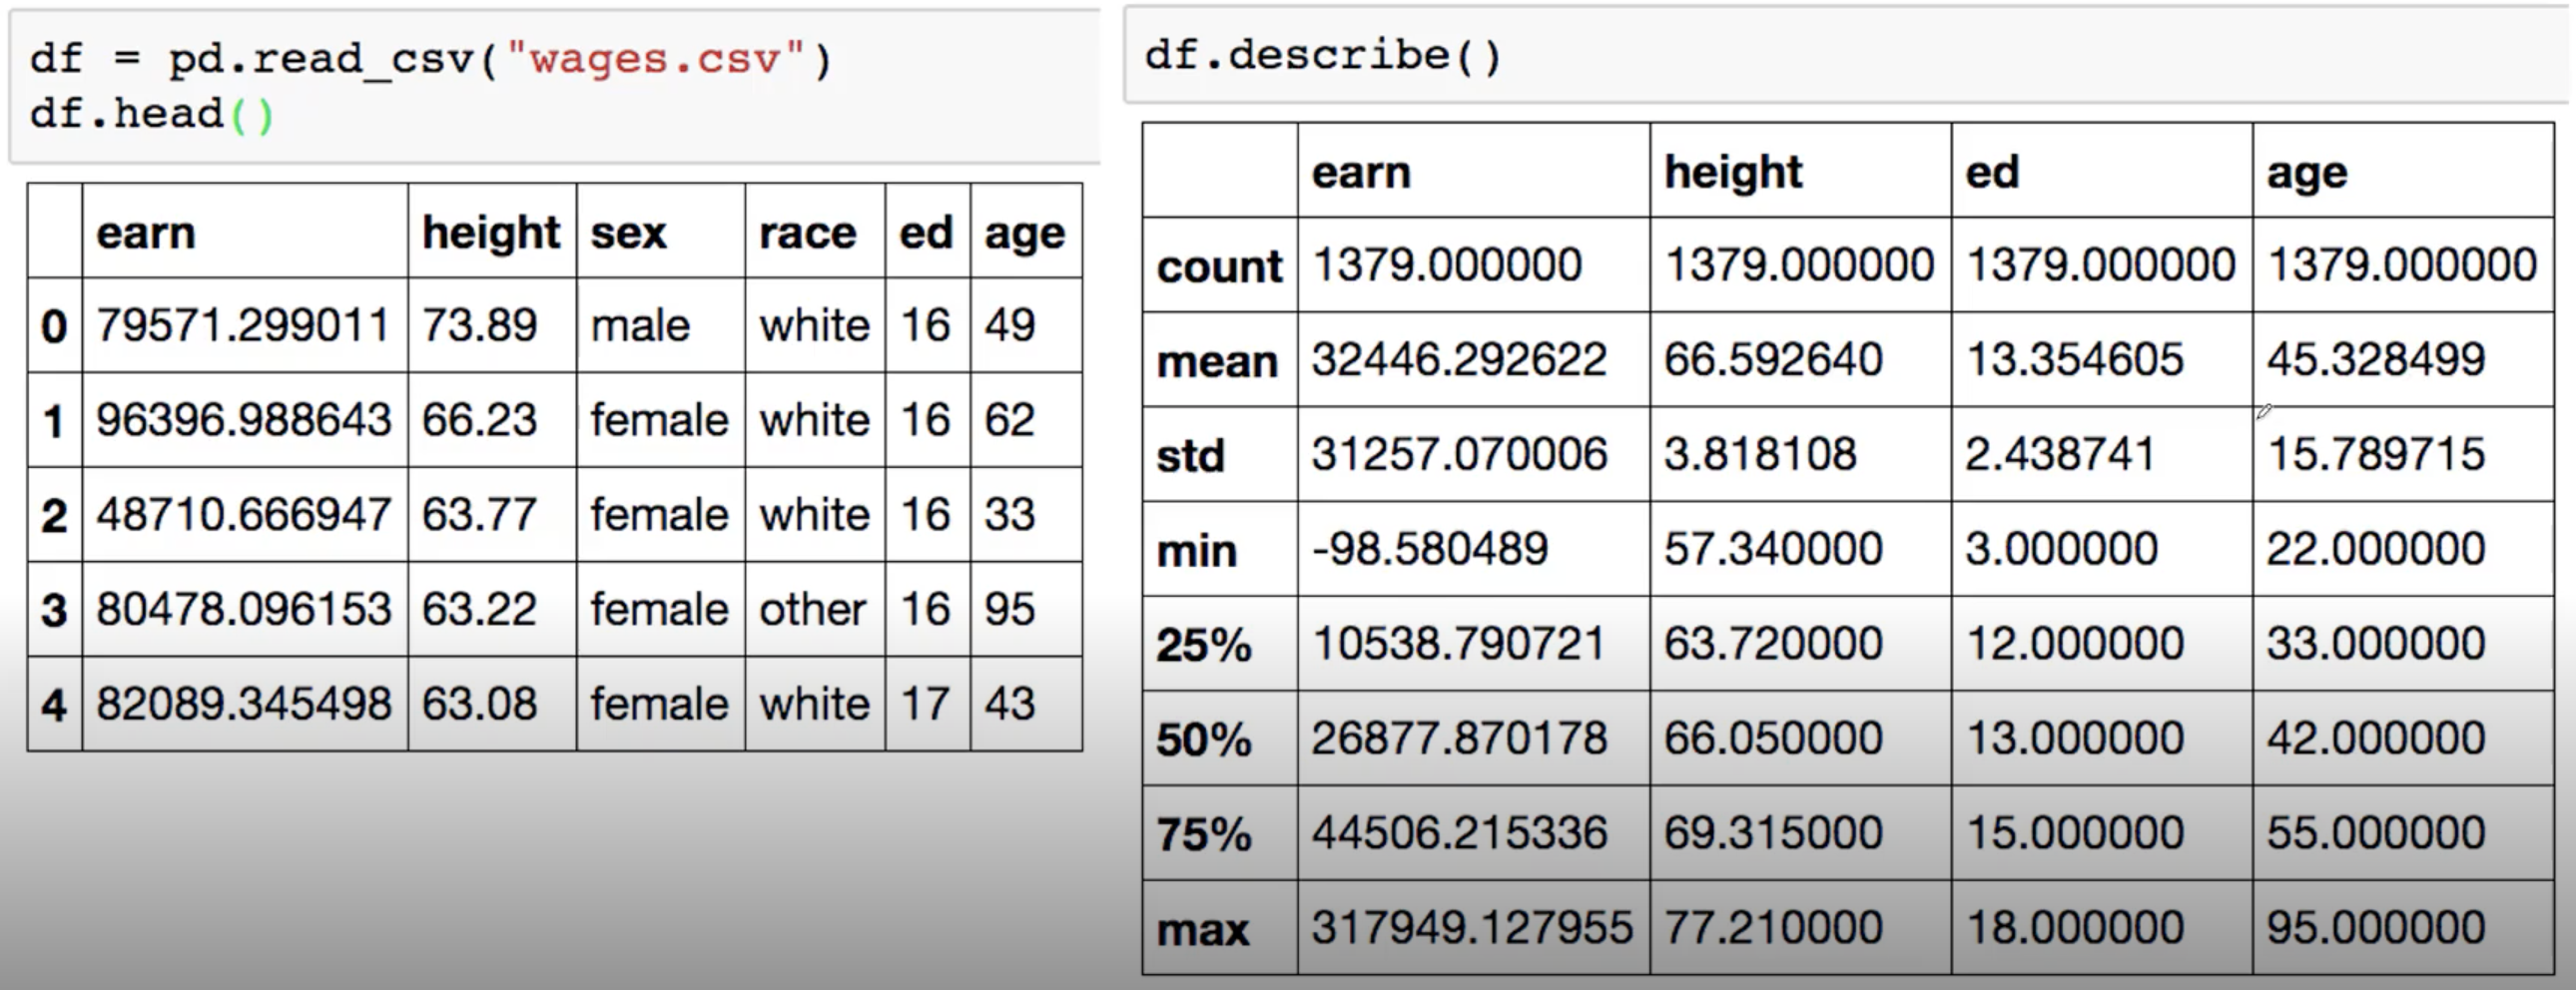 df = pd.read_csv("wages.csv")
df.head()
earn height sex race ed age
0 79571.299011 73.89 male white 16 49
1 96396.988643 66.23 female white 16 62
2 48710.666947 63.77 female white 16 33
3 80478.096153 63.22 female other 16 95
4 82089.345498 63.08 female white 17 43
df.describe()
earn height ed age
count 1379.000000 1379.000000 1379.000000 1379.000000
mean 32446.292622 66.592640 13.354605 45.328499
std 31257.070006 3.818108 2.438741 15.789715
min -98.580489 57.340000 3.000000 22.000000
25% 10538.790721 63.720000 12.000000 33.000000
50% 26877.870178 66.050000 13.000000 42.000000
75% 44506.215336 69.315000 15.000000 55.000000
max 317949.127955 77.210000 18.000000 95.000000